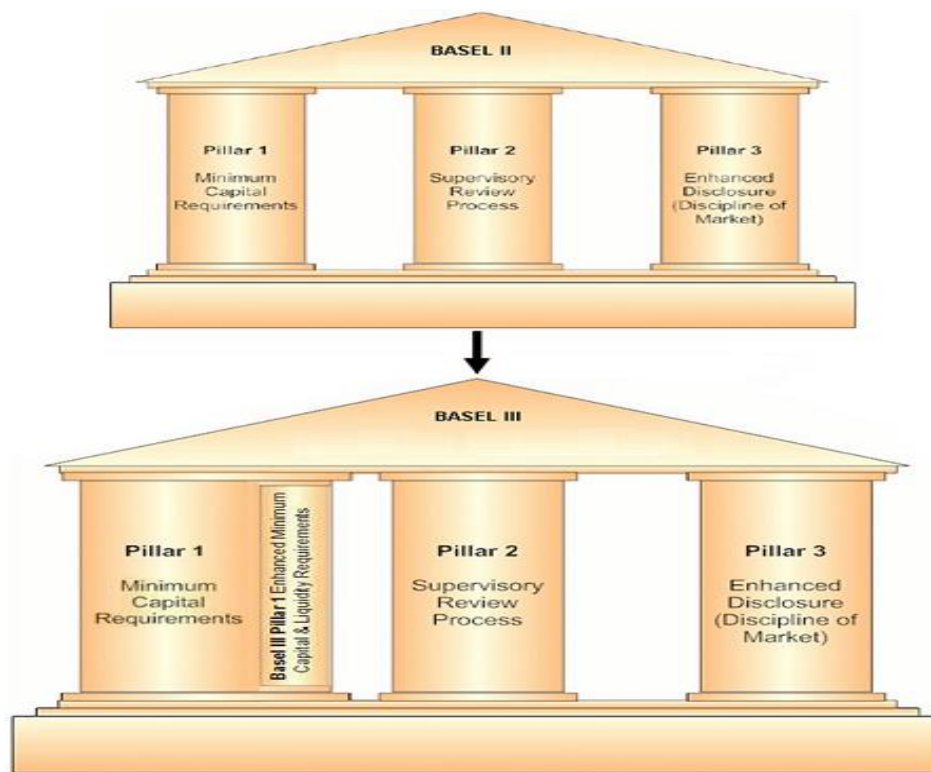 BASEL II
Pillar 1
Minimum
Capital
Requirements
Pillar 2
Supervisory
Review
Process
Pillar 3
Enhanced
Disclosure
(Discipline of
Market)
BASEL III
Pillar 1
Minimum
Capital
Requirements
Basel III Pillar 1 Enhanced Minimum
Capital & Liquidity Requirements
Pillar 2
Supervisory
Review
Process
Pillar 3
Enhanced
Disclosure
(Discipline of
Market)